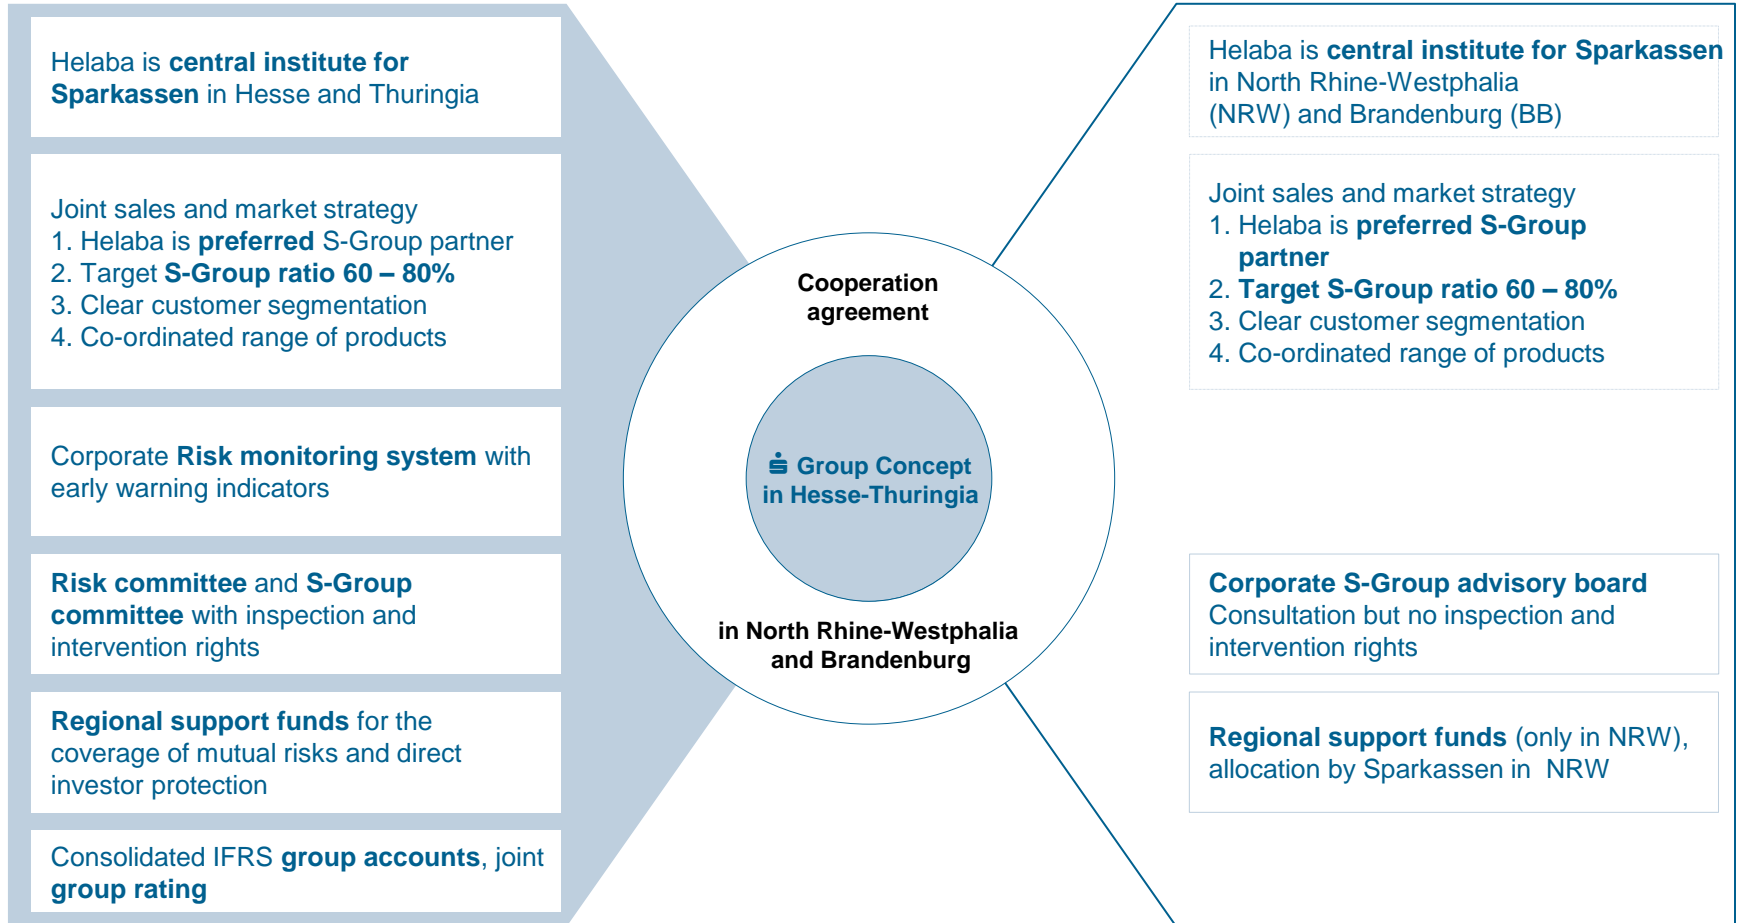 Helaba is central institute for
Sparkassen in Hesse and Thuringia
Joint sales and market strategy
1. Helaba is preferred S-Group partner
2. Target S-Group ratio 60 – 80%
3. Clear customer segmentation
4. Co-ordinated range of products
Corporate Risk monitoring system with
early warning indicators
Risk committee and S-Group
committee with inspection and
intervention rights
Regional support funds for the
coverage of mutual risks and direct
investor protection
Consolidated IFRS group accounts, joint
group rating
Cooperation
agreement
Group Concept
in Hesse-Thuringia
in North Rhine-Westphalia
and Brandenburg
Helaba is central institute for Sparkassen
in North Rhine-Westphalia
(NRW) and Brandenburg (BB)
Joint sales and market strategy
1. Helaba is preferred S-Group
partner
2. Target S-Group ratio 60 – 80%
3. Clear customer segmentation
4. Co-ordinated range of products
Corporate S-Group advisory board
Consultation but no inspection and
intervention rights
Regional support funds (only in NRW),
allocation by Sparkassen in NRW